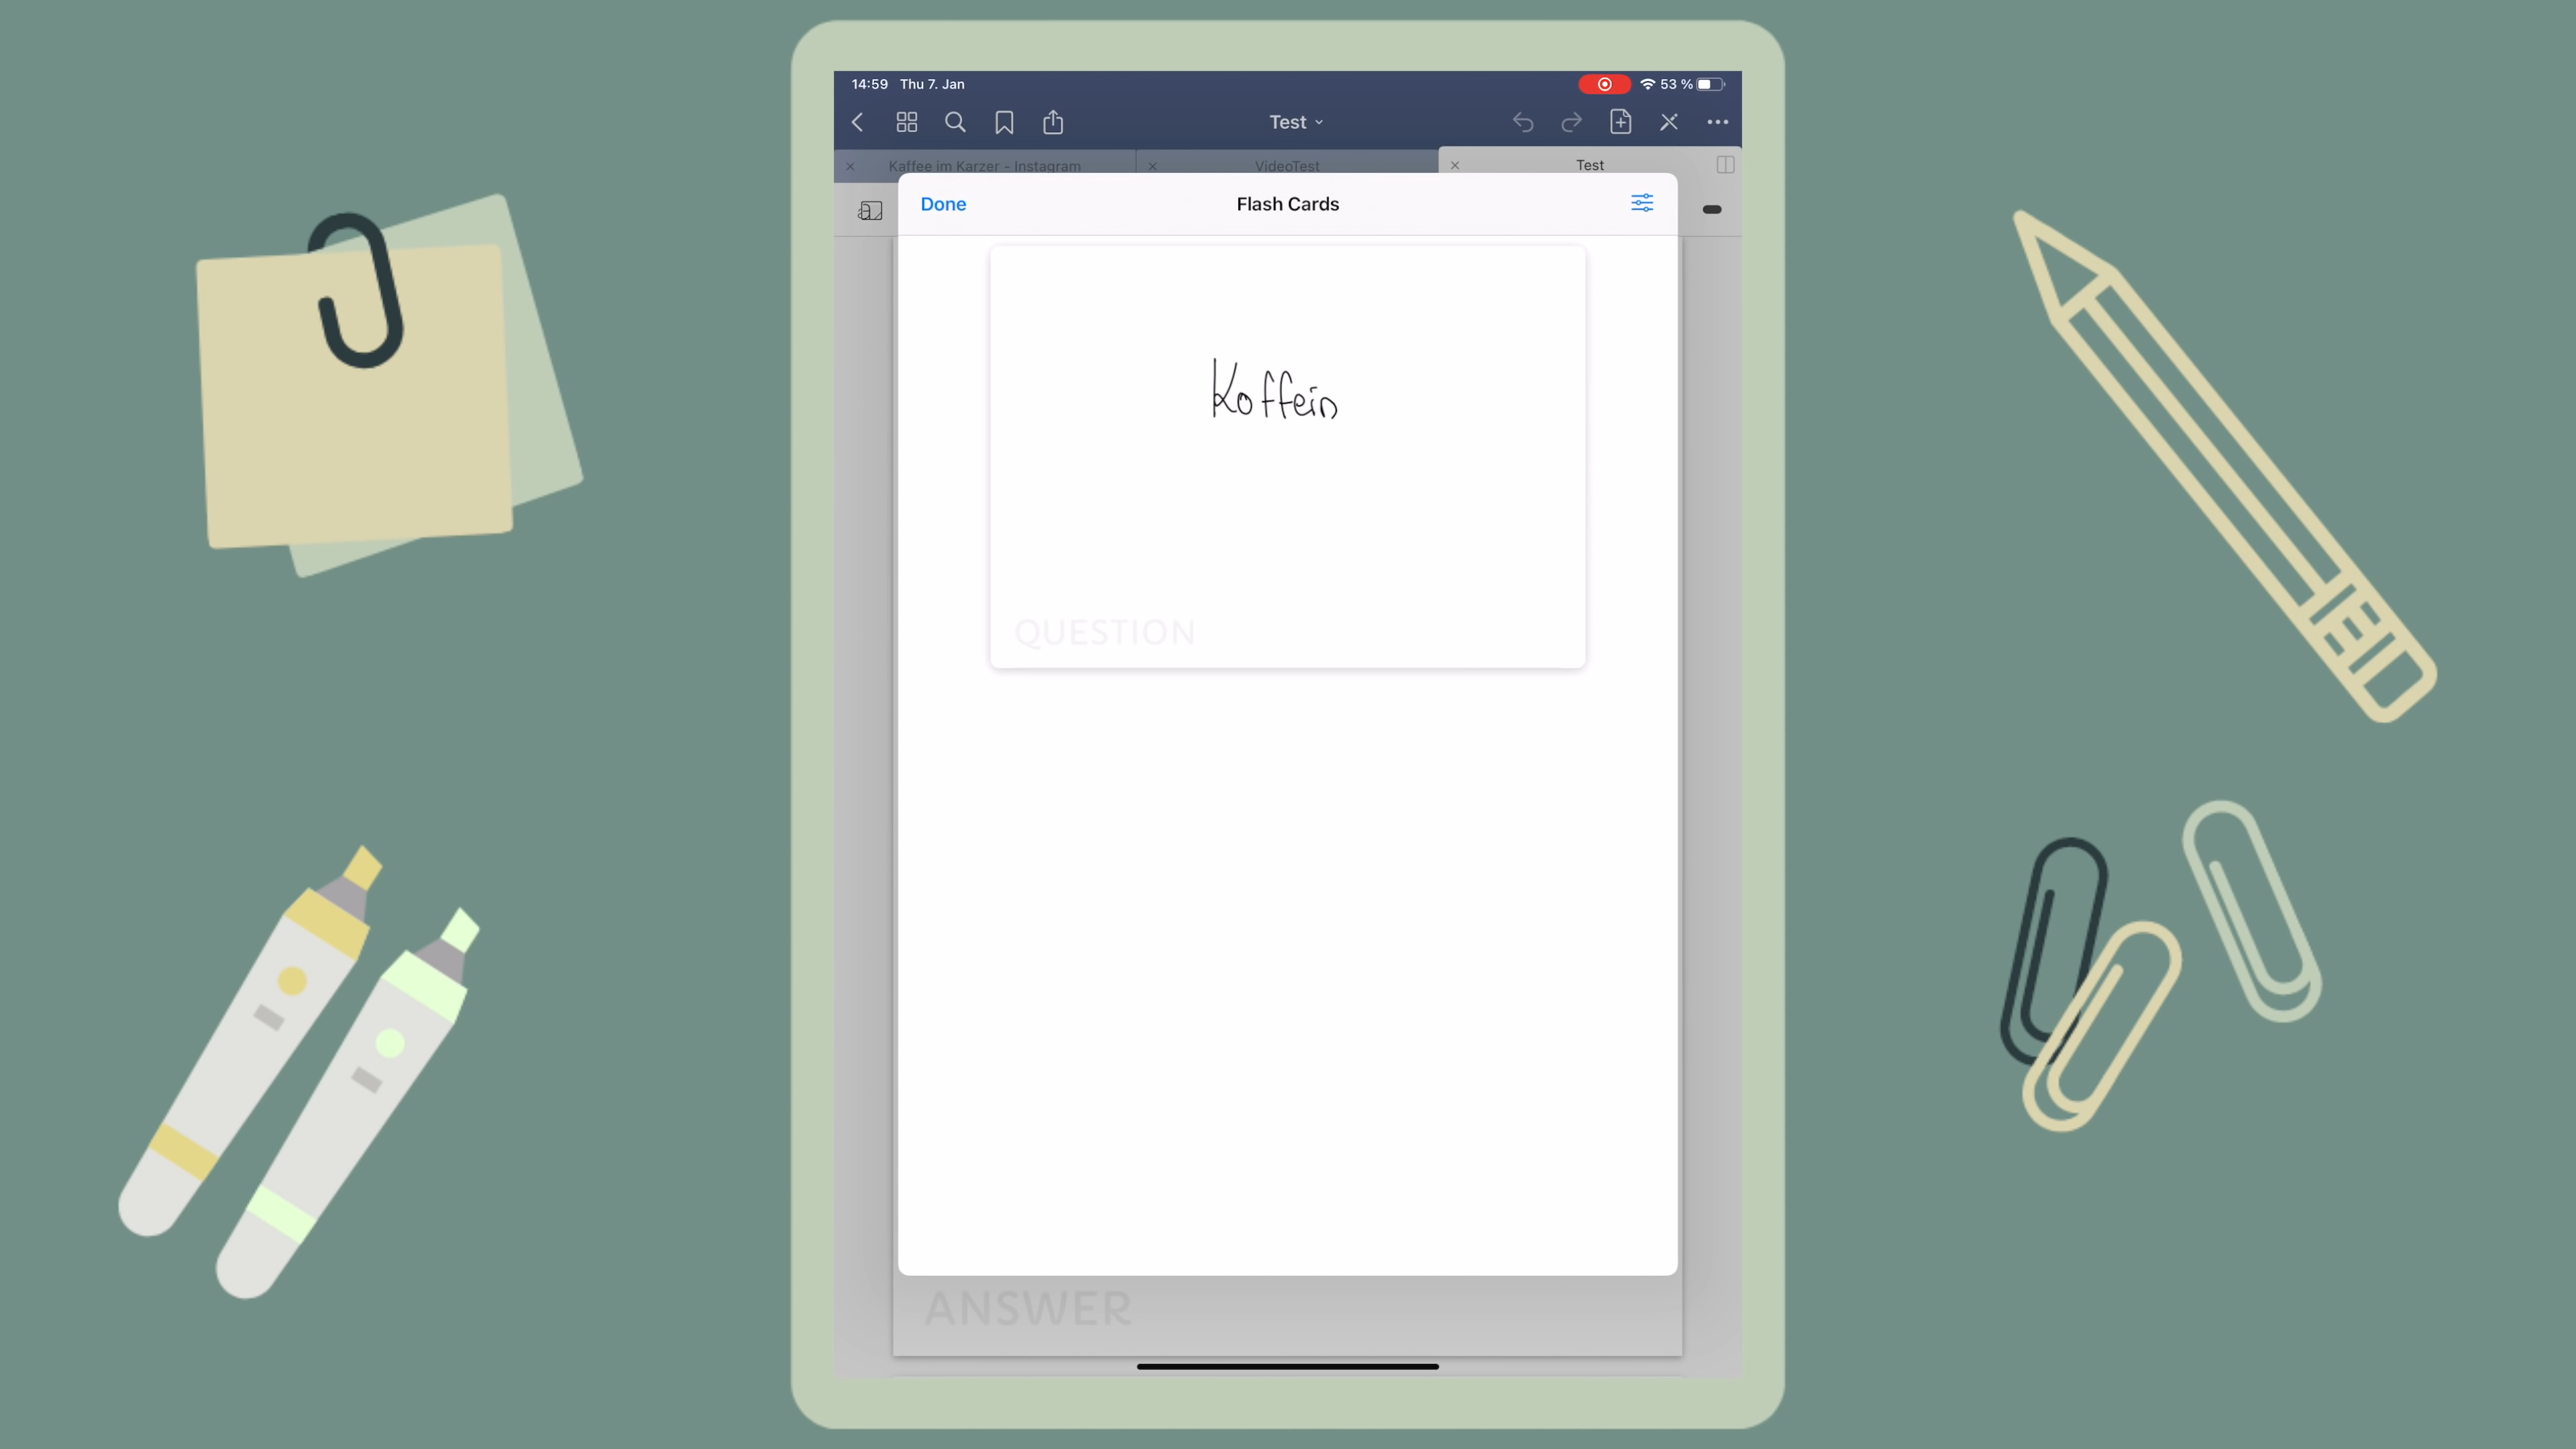 14:59 Thu 7. Jan 53 %
Test
Kaffee im Karzer - Instagram VideoTest Test
Done Flash Cards
Koffein
QUESTION
ANSWER